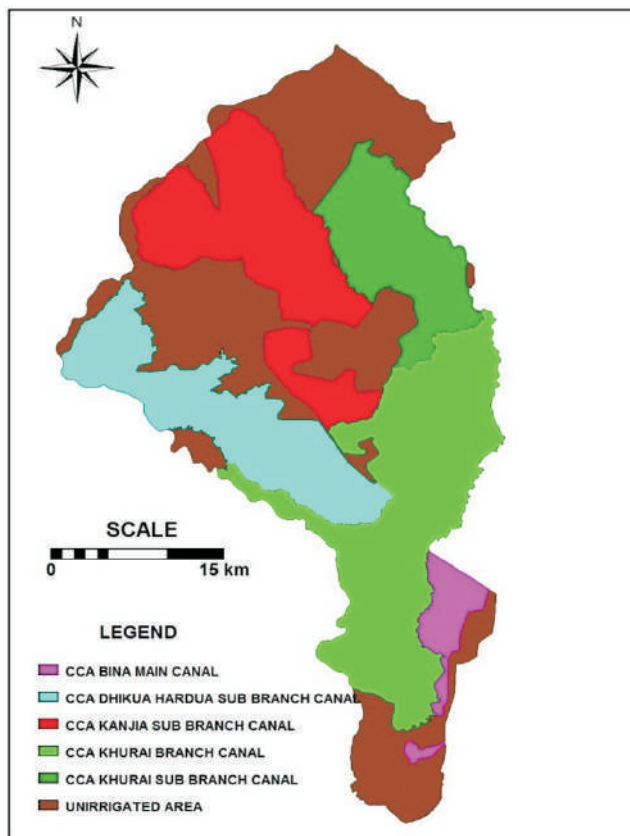 N
SCALE
0 15 km
LEGEND
CCA BINA MAIN CANAL
CCA DHIKUA HARDUA SUB BRANCH CANAL
CCA KANJIA SUB BRANCH CANAL
CCA KHURAI BRANCH CANAL
CCA KHURAI SUB BRANCH CANAL
UNIRRIGATED AREA